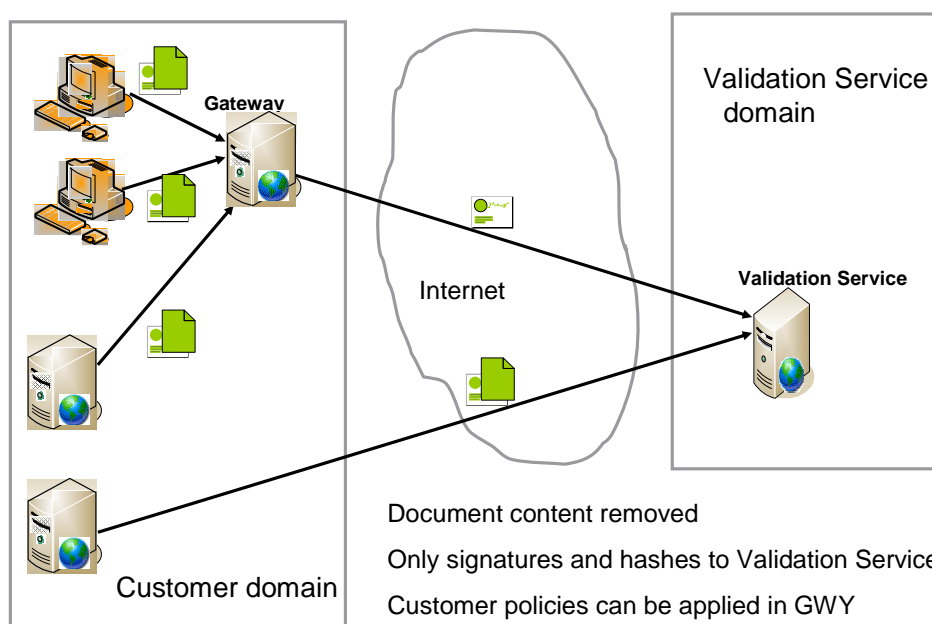 Gateway
Validation Service
domain
Internet
Validation Service
Document content removed
Only signatures and hashes to Validation Service
Customer policies can be applied in GWY
Customer domain